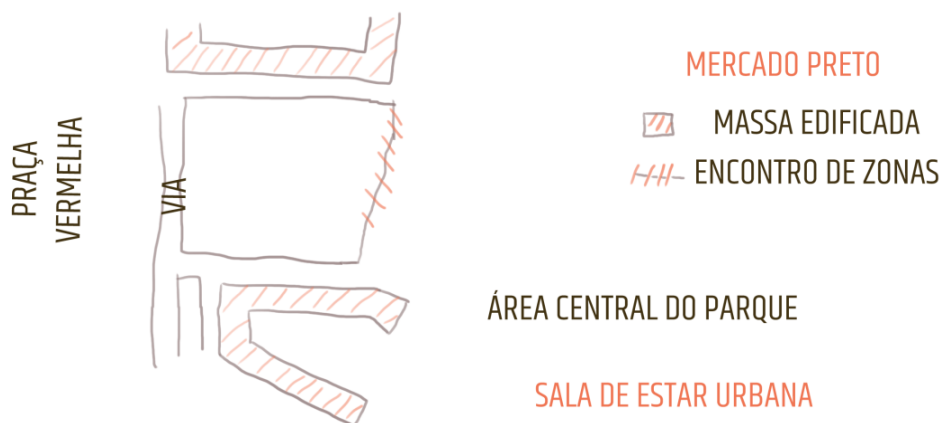 PRAÇA
VERMELHA
VIA
MERCADO PRETO
MASSA EDIFICADA
ENCONTRO DE ZONAS
ÁREA CENTRAL DO PARQUE
SALA DE ESTAR URBANA